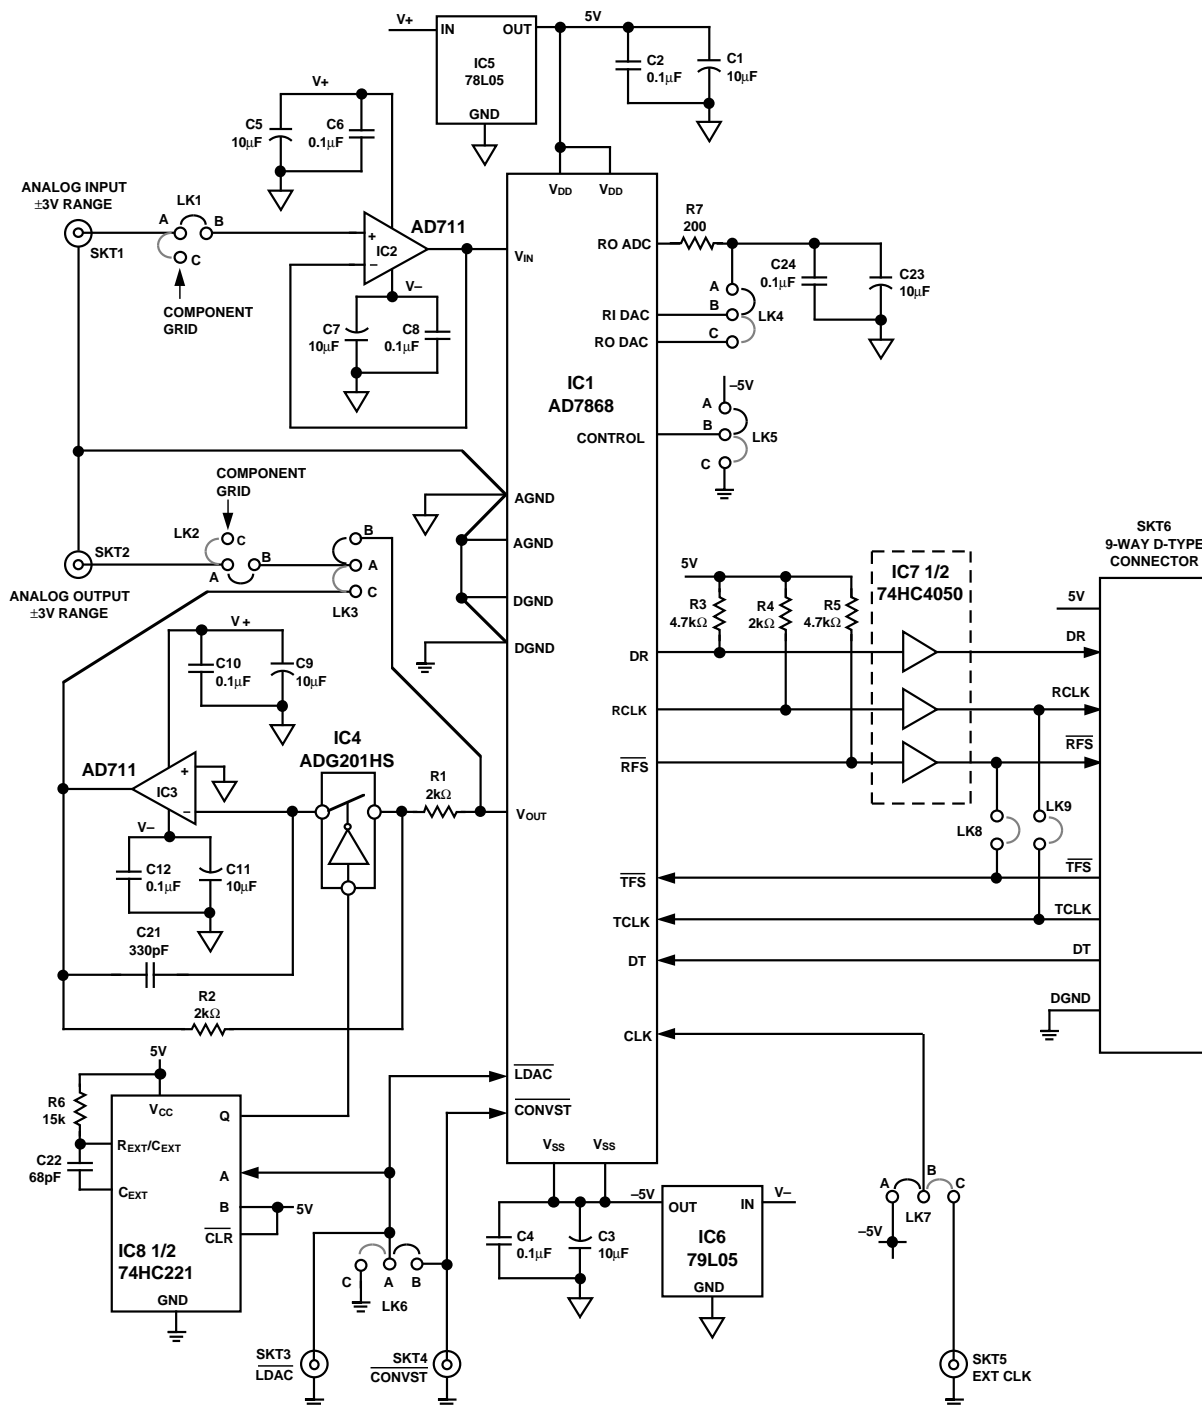 V+
IN
OUT
5V
IC5
78L05
GND
C2
0.1µF
C1
10µF
V+
C5
10µF
C6
0.1µF
ANALOG INPUT
±3V RANGE
LK1
A
B
C
SKT1
COMPONENT
GRID
AD711
+
IC2
–
V–
C7
10µF
C8
0.1µF
VDD
VDD
VIN
RO ADC
R7
200
C24
0.1µF
C23
10µF
A
B
C
LK4
RI DAC
RO DAC
IC1
AD7868
CONTROL
–5V
A
B
C
LK5
COMPONENT
GRID
LK2
C
A
B
SKT2
ANALOG OUTPUT
±3V RANGE
B
A
C
LK3
AGND
AGND
DGND
DGND
V+
C10
0.1µF
C9
10µF
AD711
+
IC3
–
V–
C12
0.1µF
C11
10µF
IC4
ADG201HS
R1
2kΩ
VOUT
C21
330pF
R2
2kΩ
5V
R3
4.7kΩ
R4
2kΩ
R5
4.7kΩ
IC7 1/2
74HC4050
SKT6
9-WAY D-TYPE
CONNECTOR
5V
DR
DR
RCLK
RCLK
RFS
RFS
LK8
LK9
TFS
TFS
TCLK
TCLK
DT
DT
DGND
CLK
5V
R6
15k
C22
68pF
VCC
Q
REXT/CEXT
A
CEXT
B
5V
CLR
IC8 1/2
74HC221
GND
LDAC
CONVST
C
A
B
LK6
SKT3
LDAC
SKT4
CONVST
VSS
VSS
C4
0.1µF
C3
10µF
–5V
OUT
IN
V–
IC6
79L05
GND
A
B
C
LK7
–5V
SKT5
EXT CLK